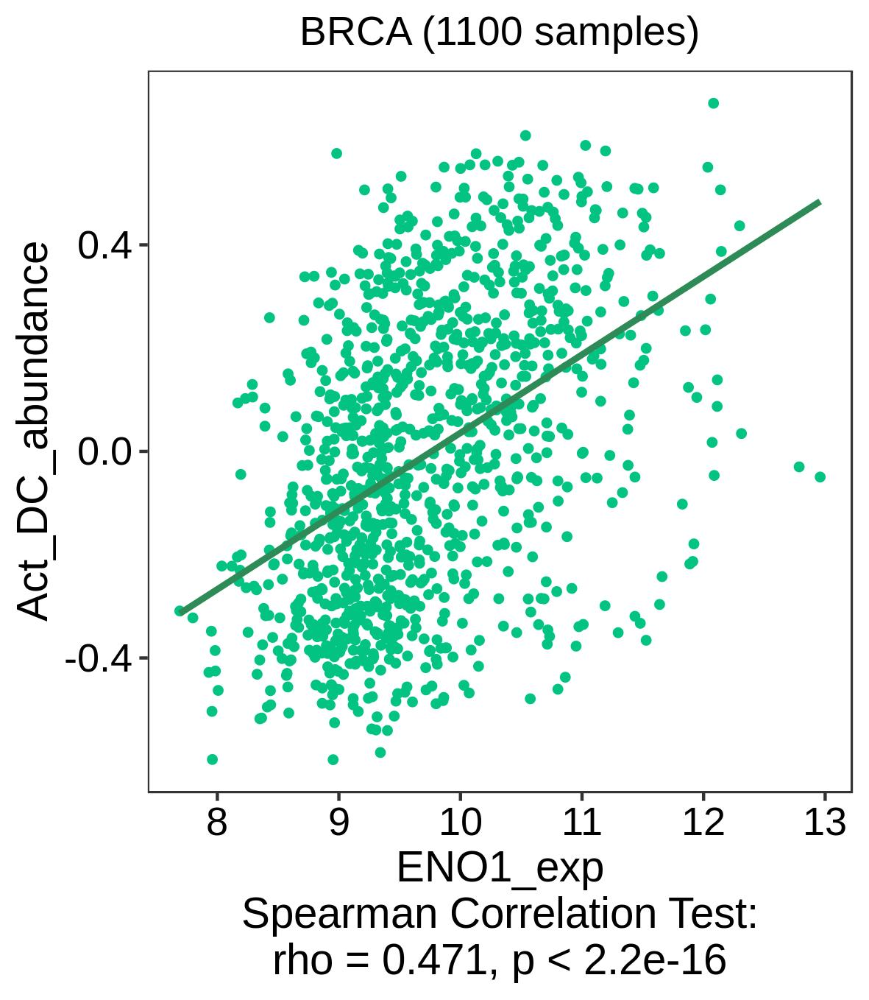 BRCA (1100 samples)
Act_DC_abundance
0.4
0.0
-0.4
8 9 10 11 12 13
ENO1_exp
Spearman Correlation Test:
rho = 0.471, p < 2.2e-16